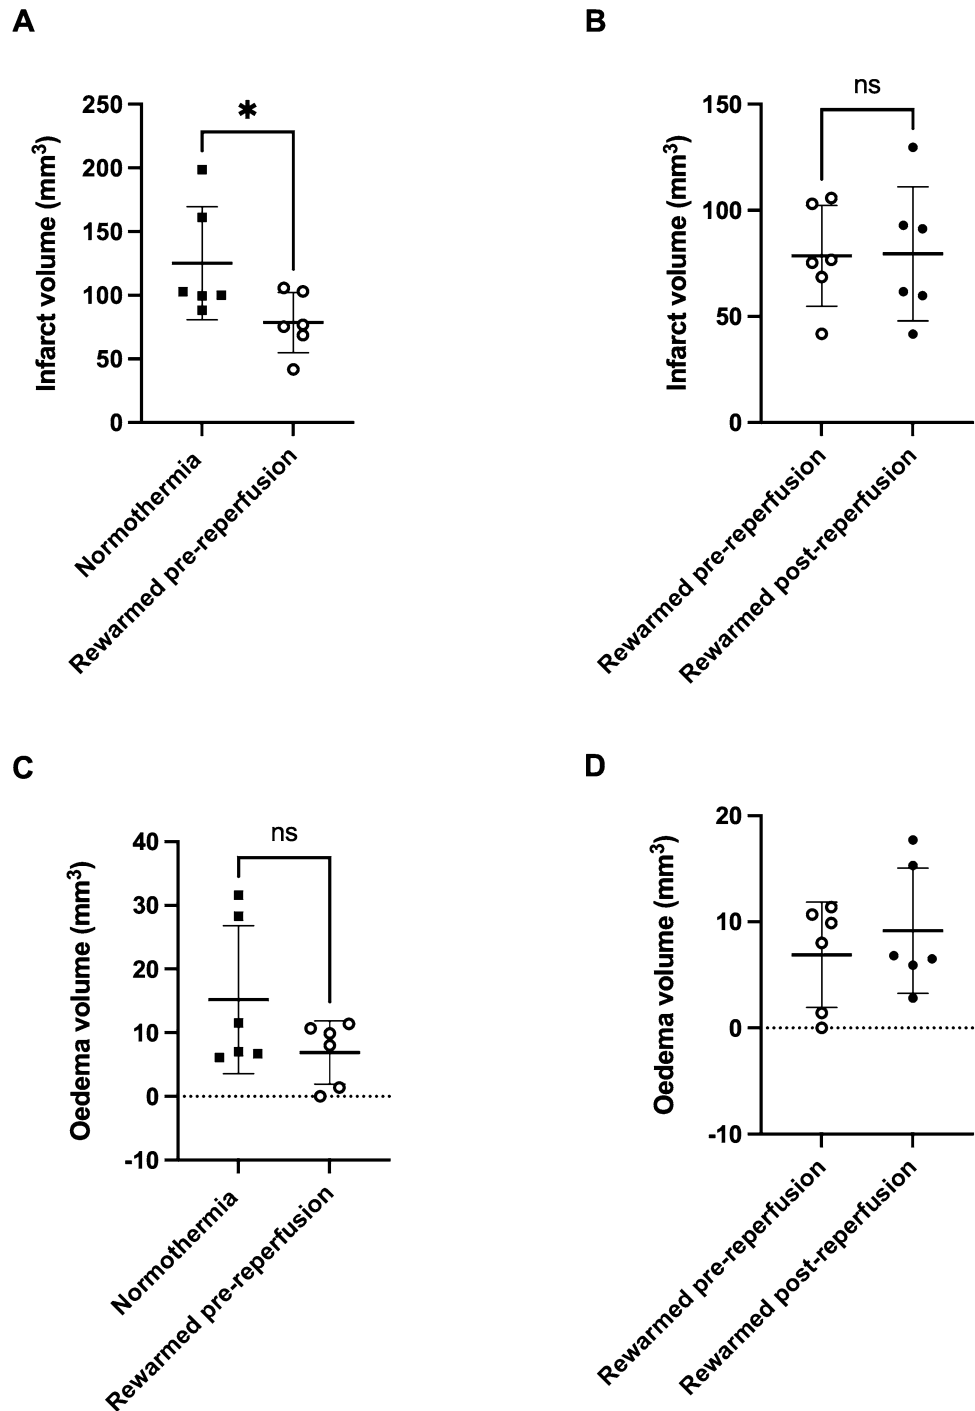 A
Infarct volume (mm³)
250
200
150
100
50
0
*
Normothermia
Rewarmed pre-reperfusion
B
Infarct volume (mm³)
150
100
50
0
ns
Rewarmed pre-reperfusion
Rewarmed post-reperfusion
C
Oedema volume (mm³)
40
30
20
10
0
-10
ns
Normothermia
Rewarmed pre-reperfusion
D
Oedema volume (mm³)
20
10
0
-10
Rewarmed pre-reperfusion
Rewarmed post-reperfusion